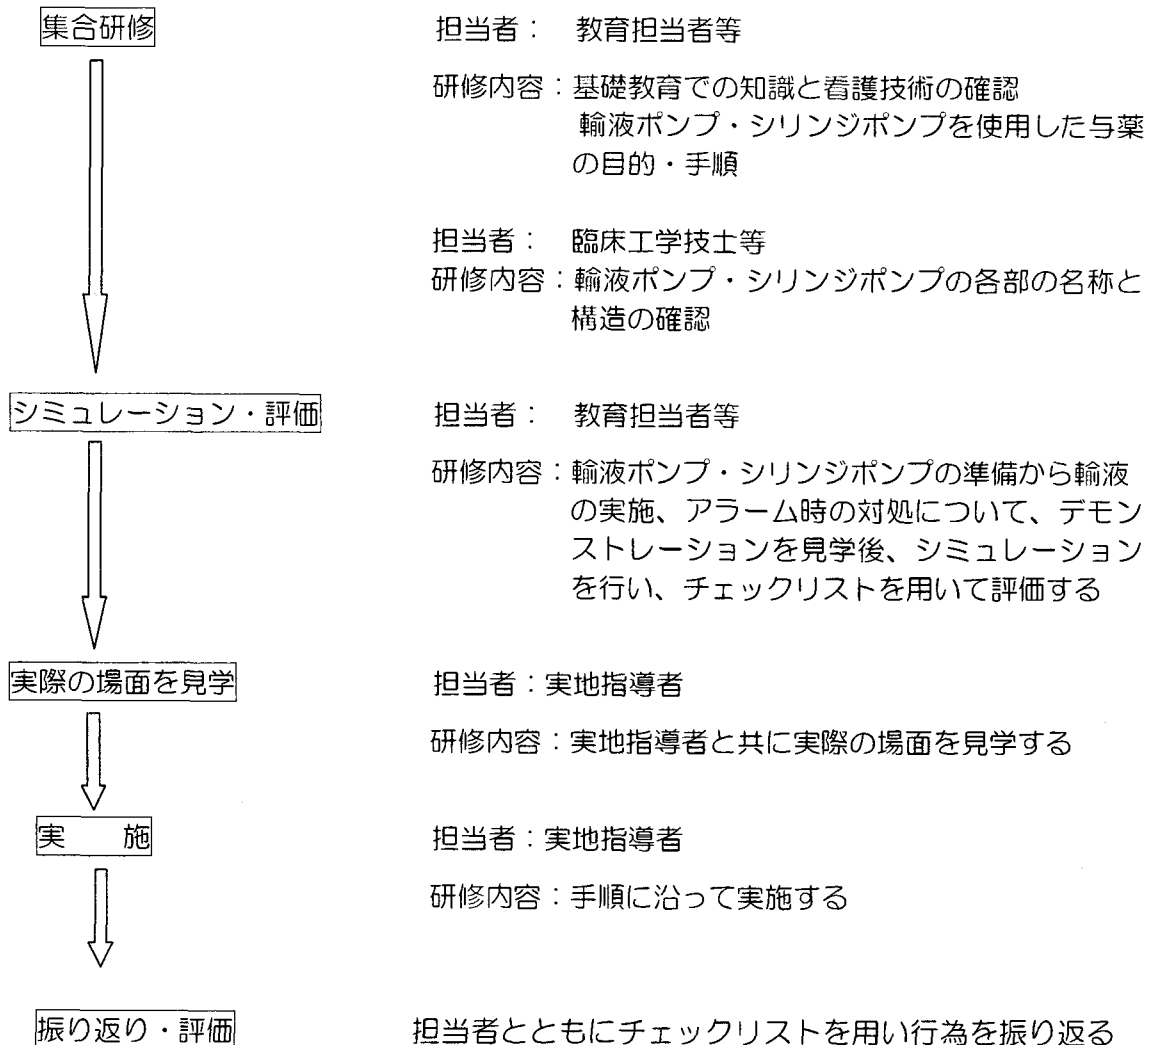 集合研修
担当者：　教育担当者等
研修内容：基礎教育での知識と看護技術の確認
輸液ポンプ・シリンジポンプを使用した与薬
の目的・手順
担当者：　臨床工学技士等
研修内容：輸液ポンプ・シリンジポンプの各部の名称と
構造の確認
シミュレーション・評価
担当者：　教育担当者等
研修内容：輸液ポンプ・シリンジポンプの準備から輸液
の実施、アラーム時の対処について、デモン
ストレーションを見学後、シミュレーション
を行い、チェックリストを用いて評価する
実際の場面を見学
担当者：実地指導者
研修内容：実地指導者と共に実際の場面を見学する
実　　施
担当者：実地指導者
研修内容：手順に沿って実施する
振り返り・評価
担当者とともにチェックリストを用い行為を振り返る